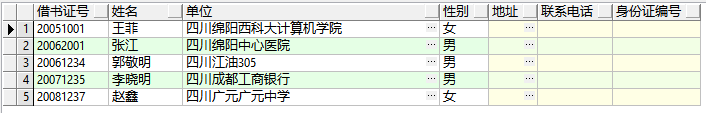 借书证号 姓名 单位 性别 地址 联系电话 身份证编号
1 20051001 王菲 四川绵阳西科大计算机学院 ... 女 ...
2 20062001 张江 四川绵阳中心医院 ... 男 ...
3 20061234 郭敬明 四川江油305 ... 男 ...
4 20071235 李晓明 四川成都工商银行 ... 男 ...
5 20081237 赵鑫 四川广元广元中学 ... 女 ...